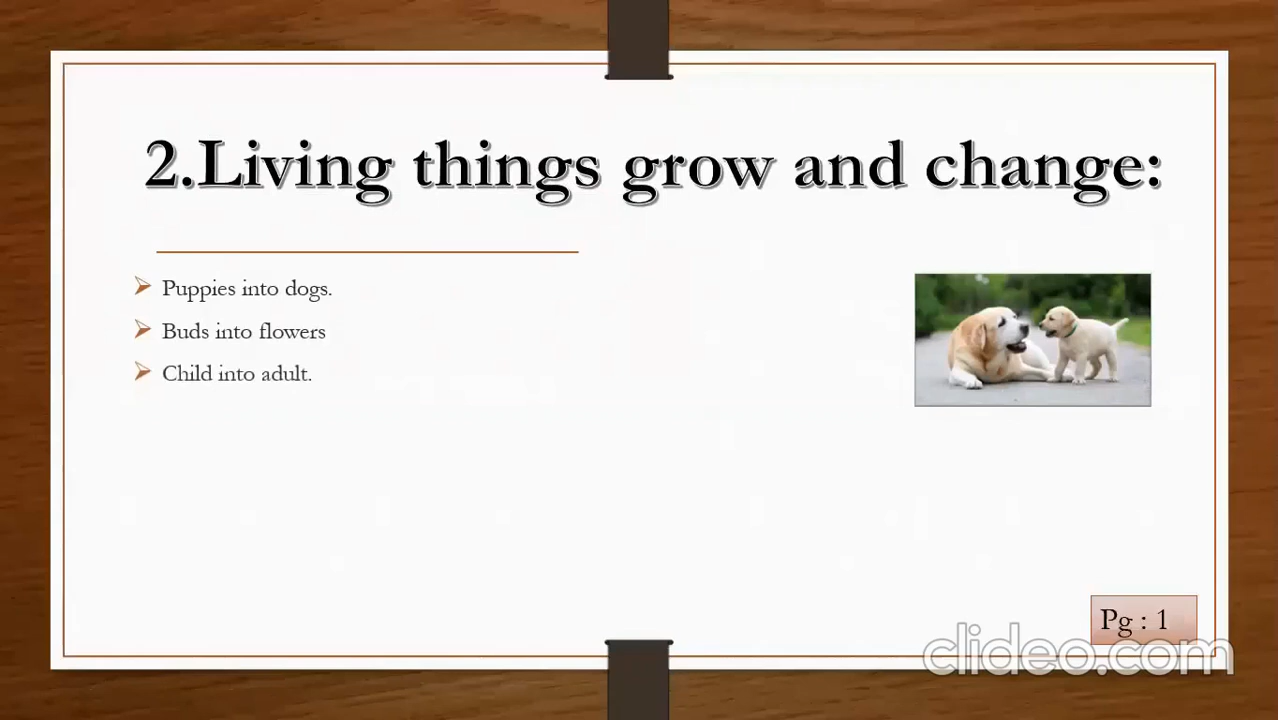 2.Living things grow and change:
Puppies into dogs.
Buds into flowers
Child into adult.
Pg : 1
clideo.com